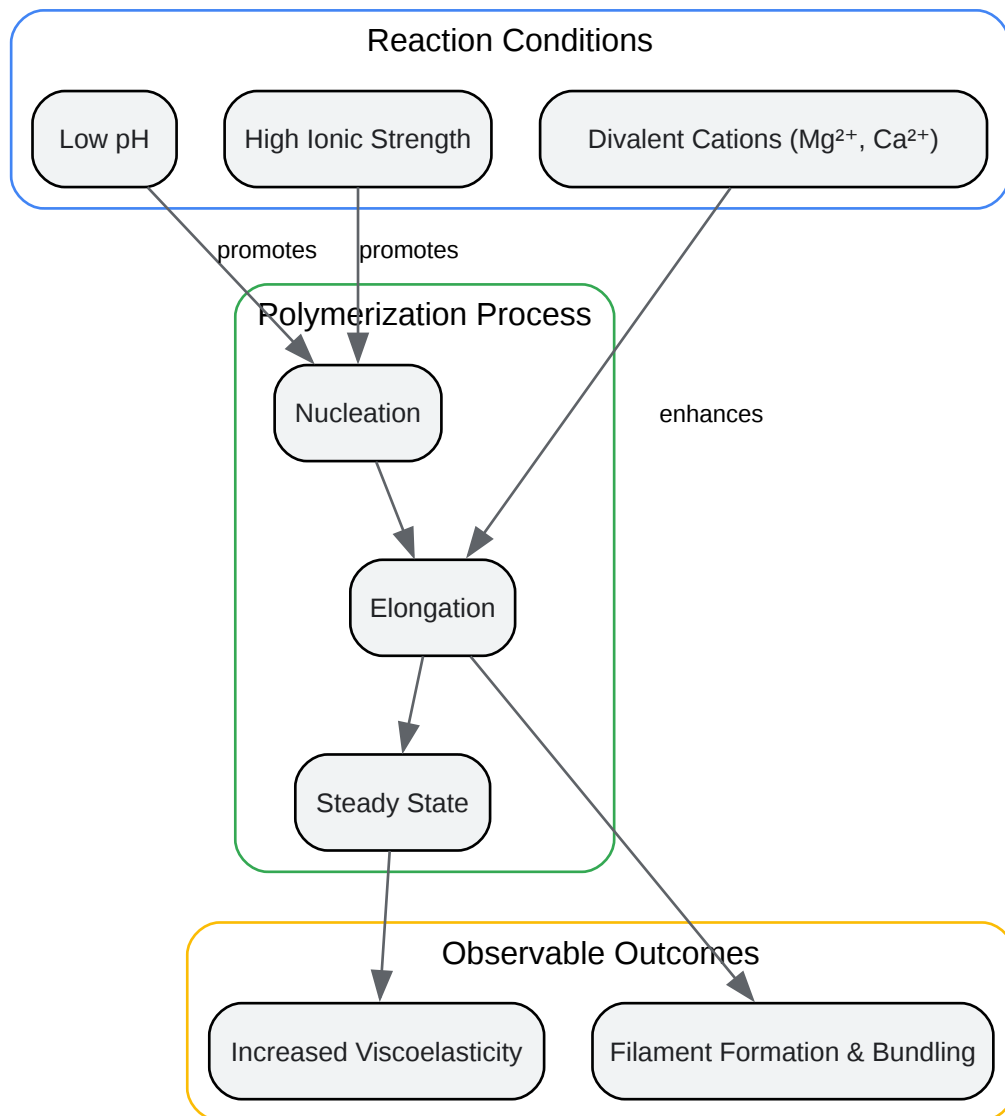 Reaction Conditions
Low pH
High Ionic Strength
Divalent Cations (Mg²⁺, Ca²⁺)
promotes
promotes
Polymerization Process
Nucleation
enhances
Elongation
Steady State
Observable Outcomes
Increased Viscoelasticity
Filament Formation & Bundling